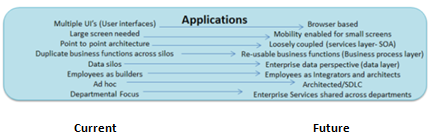 Applications
Multiple UI's (User interfaces) Browser based
Large screen needed Mobility enabled for small screens
Point to point architecture Loosely coupled (services layer- SOA)
Duplicate business functions across silos Re-usable business functions (Business process layer)
Data silos Enterprise data perspective (data layer)
Employees as builders Employees as Integrators and architects
Ad hoc Architected/SDLC
Departmental Focus Enterprise Services shared across departments
Current Future